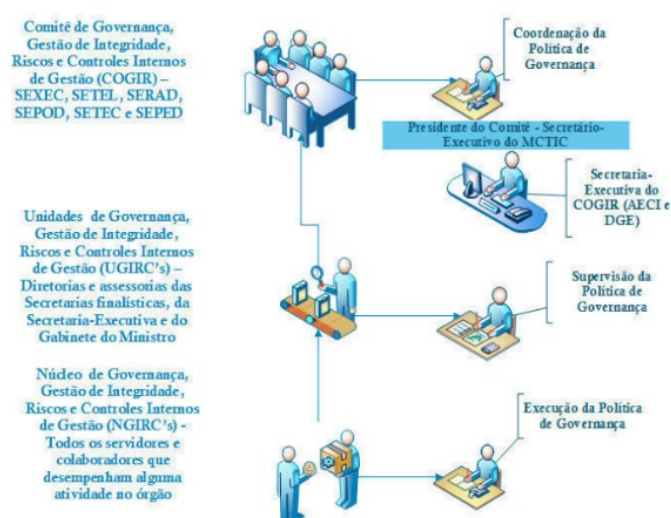 Comitê de Governança,
Gestão de Integridade,
Riscos e Controles Internos
de Gestão (COGIR) –
SEXEC, SETEL, SERAD,
SEPOD, SETEC e SEPED
Coordenação da
Política de
Governança
Presidente do Comitê - Secretário-
Executivo do MCTIC
Secretaria-
Executiva do
COGIR (AECI e
DGE)
Unidades de Governança,
Gestão de Integridade,
Riscos e Controles Internos
de Gestão (UGIRC's) –
Diretorias e assessorias das
Secretarias finalísticas, da
Secretaria-Executiva e do
Gabinete do Ministro
Supervisão da
Política de
Governança
Núcleo de Governança,
Gestão de Integridade,
Riscos e Controles Internos
de Gestão (NGIRC's) -
Todos os servidores e
colaboradores que
desempenham alguma
atividade no órgão
Execução da Política
de Governança